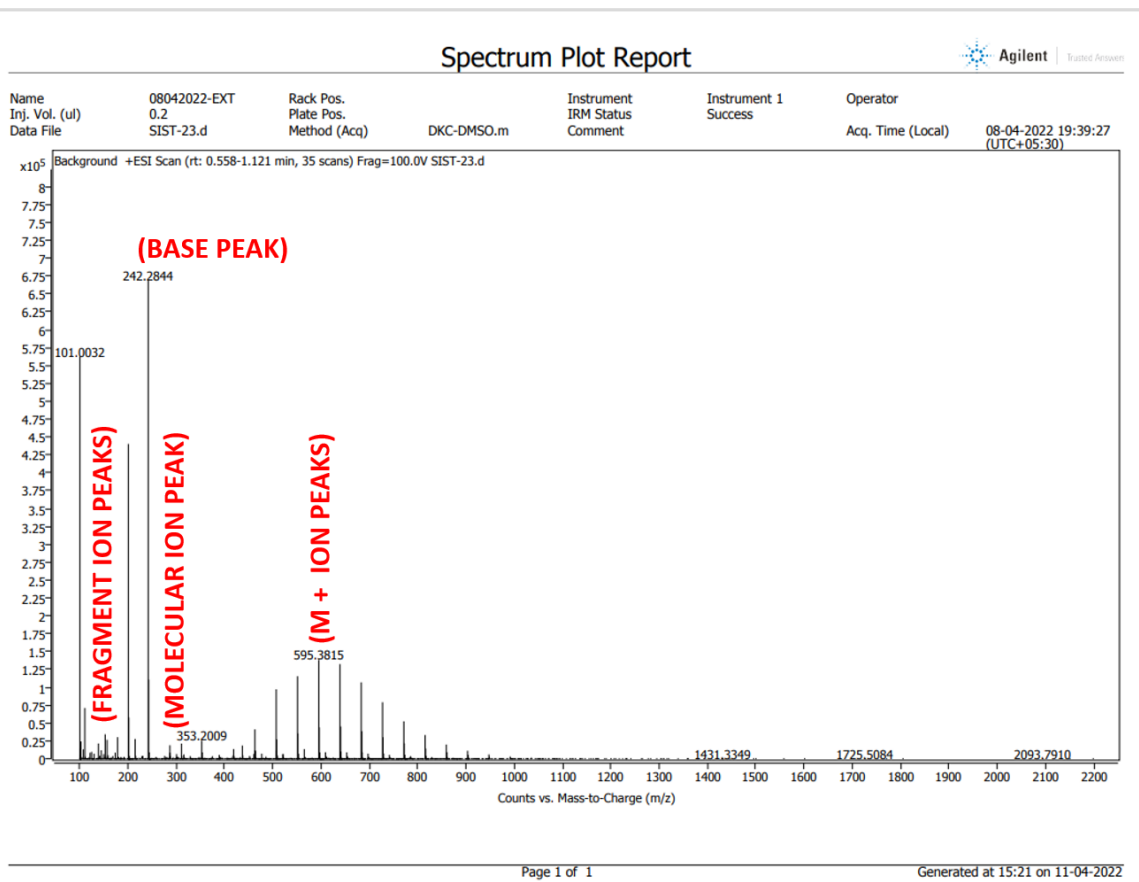 Spectrum Plot Report
Agilent | Trusted Answers
Name 08042022-EXT Rack Pos. Instrument Instrument 1 Operator
Inj. Vol. (ul) 0.2 Plate Pos. IRM Status Success
Data File SIST-23.d Method (Acq) DKC-DMSO.m Comment Acq. Time (Local) 08-04-2022 19:39:27
(UTC+05:30)
x10⁵ Background +ESI Scan (rt: 0.558-1.121 min, 35 scans) Frag=100.0V SIST-23.d
8
7.75
7.5
7.25
(BASE PEAK)
7
6.75
242.2844
6.5
6.25
6
5.75
101.0032
5.5
5.25
5
4.75
4.5
4.25
4
3.75
3.5
3.25
3
2.75
2.5
2.25
2
1.75
1.5
1.25
1
0.75
0.5
0.25
0
(FRAGMENT ION PEAKS)
(MOLECULAR ION PEAK)
(M + ION PEAKS)
595.3815
353.2009
1431.3349
1725.5084
2093.7910
100 200 300 400 500 600 700 800 900 1000 1100 1200 1300 1400 1500 1600 1700 1800 1900 2000 2100 2200
Counts vs. Mass-to-Charge (m/z)
Page 1 of 1
Generated at 15:21 on 11-04-2022